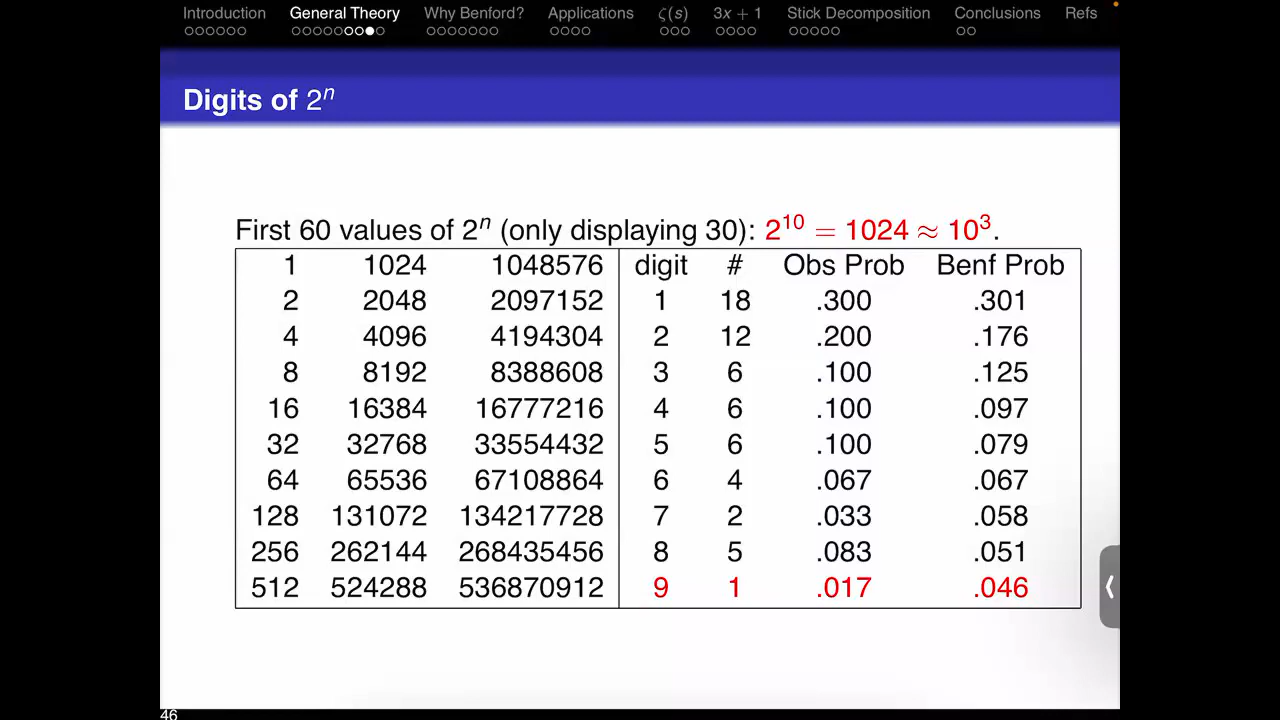 Introduction General Theory Why Benford? Applications ζ(s) 3x + 1 Stick Decomposition Conclusions Refs
Digits of 2ⁿ
First 60 values of 2ⁿ (only displaying 30): 2¹⁰ = 1024 ≈ 10³.
1 1024 1048576 digit # Obs Prob Benf Prob
2 2048 2097152 1 18 .300 .301
4 4096 4194304 2 12 .200 .176
8 8192 8388608 3 6 .100 .125
16 16384 16777216 4 6 .100 .097
32 32768 33554432 5 6 .100 .079
64 65536 67108864 6 4 .067 .067
128 131072 134217728 7 2 .033 .058
256 262144 268435456 8 5 .083 .051
512 524288 536870912 9 1 .017 .046
46